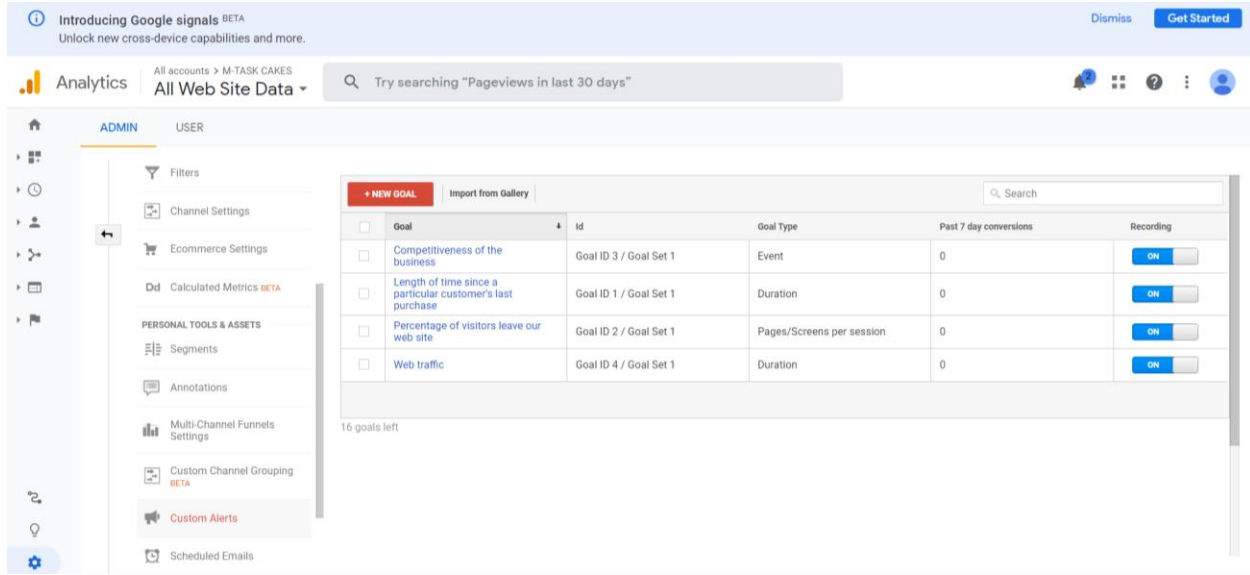 Introducing Google signals BETA
Unlock new cross-device capabilities and more.
Dismiss
Get Started
Analytics
All accounts > M-TASK CAKES
All Web Site Data
Try searching "Pageviews in last 30 days"
2
ADMIN
USER
Filters
Channel Settings
Ecommerce Settings
Dd Calculated Metrics BETA
PERSONAL TOOLS & ASSETS
Segments
Annotations
Multi-Channel Funnels
Settings
Custom Channel Grouping
BETA
Custom Alerts
Scheduled Emails
+ NEW GOAL
Import from Gallery
Search
Goal
Id
Goal Type
Past 7 day conversions
Recording
Competitiveness of the
business
Goal ID 3 / Goal Set 1
Event
0
ON
Length of time since a
particular customer's last
purchase
Goal ID 1 / Goal Set 1
Duration
0
ON
Percentage of visitors leave our
web site
Goal ID 2 / Goal Set 1
Pages/Screens per session
0
ON
Web traffic
Goal ID 4 / Goal Set 1
Duration
0
ON
16 goals left